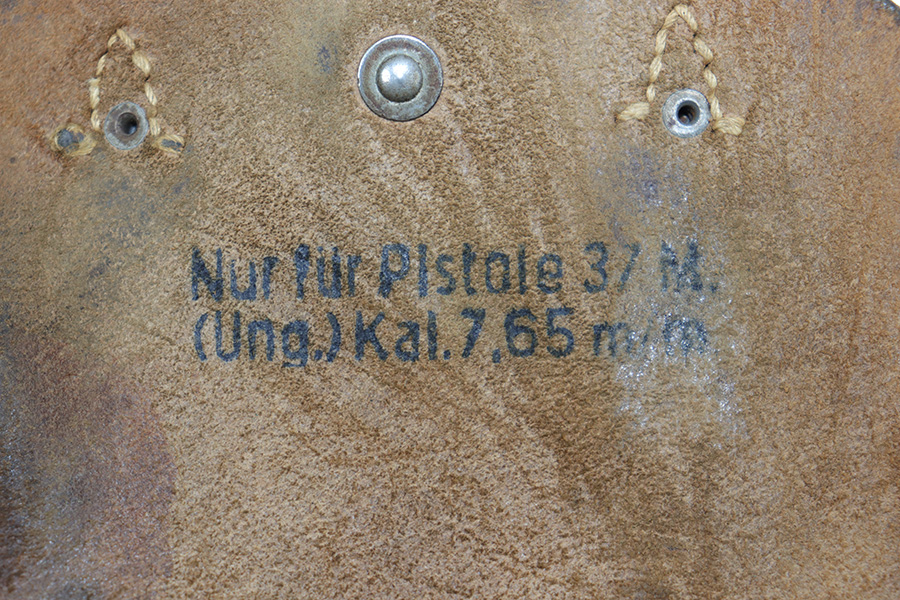 Nur für Pistole 37 M.
(Ung.) Kal. 7,65 m/m